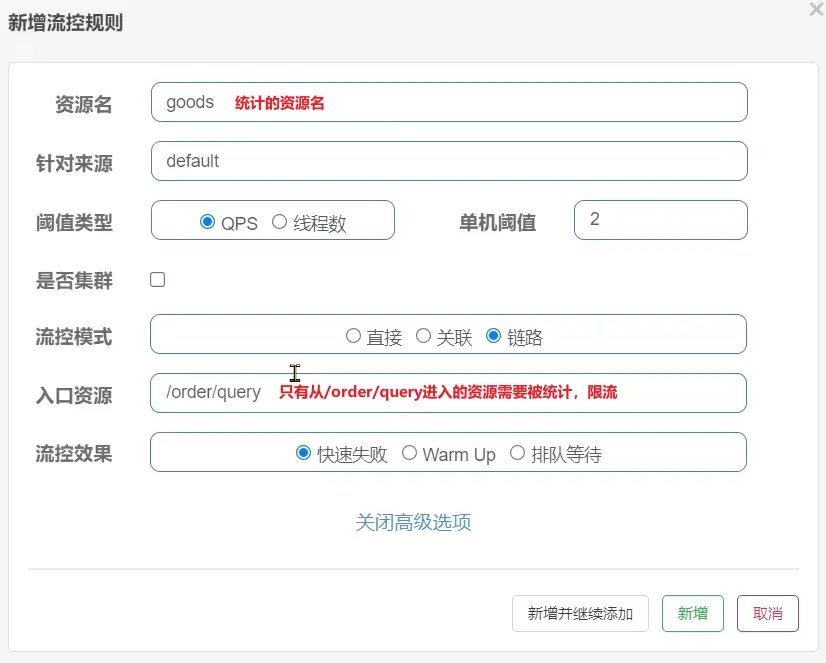 新增流控规则
×
资源名 goods 统计的资源名
针对来源 default
阈值类型 QPS 线程数 单机阈值 2
是否集群
流控模式 直接 关联 链路
入口资源 /order/query 只有从/order/query进入的资源需要被统计，限流
流控效果 快速失败 Warm Up 排队等待
关闭高级选项
新增并继续添加 新增 取消